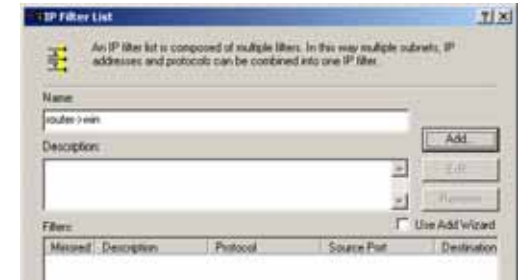 IP Filter List
An IP filter list is composed of multiple filters. In this way multiple subnets, IP
addresses and protocols can be combined into one IP filter.
Name:
router->win
Add...
Description:
Edit...
Remove
Filters:
Use Add Wizard
Mirrored Description Protocol Source Port Destination